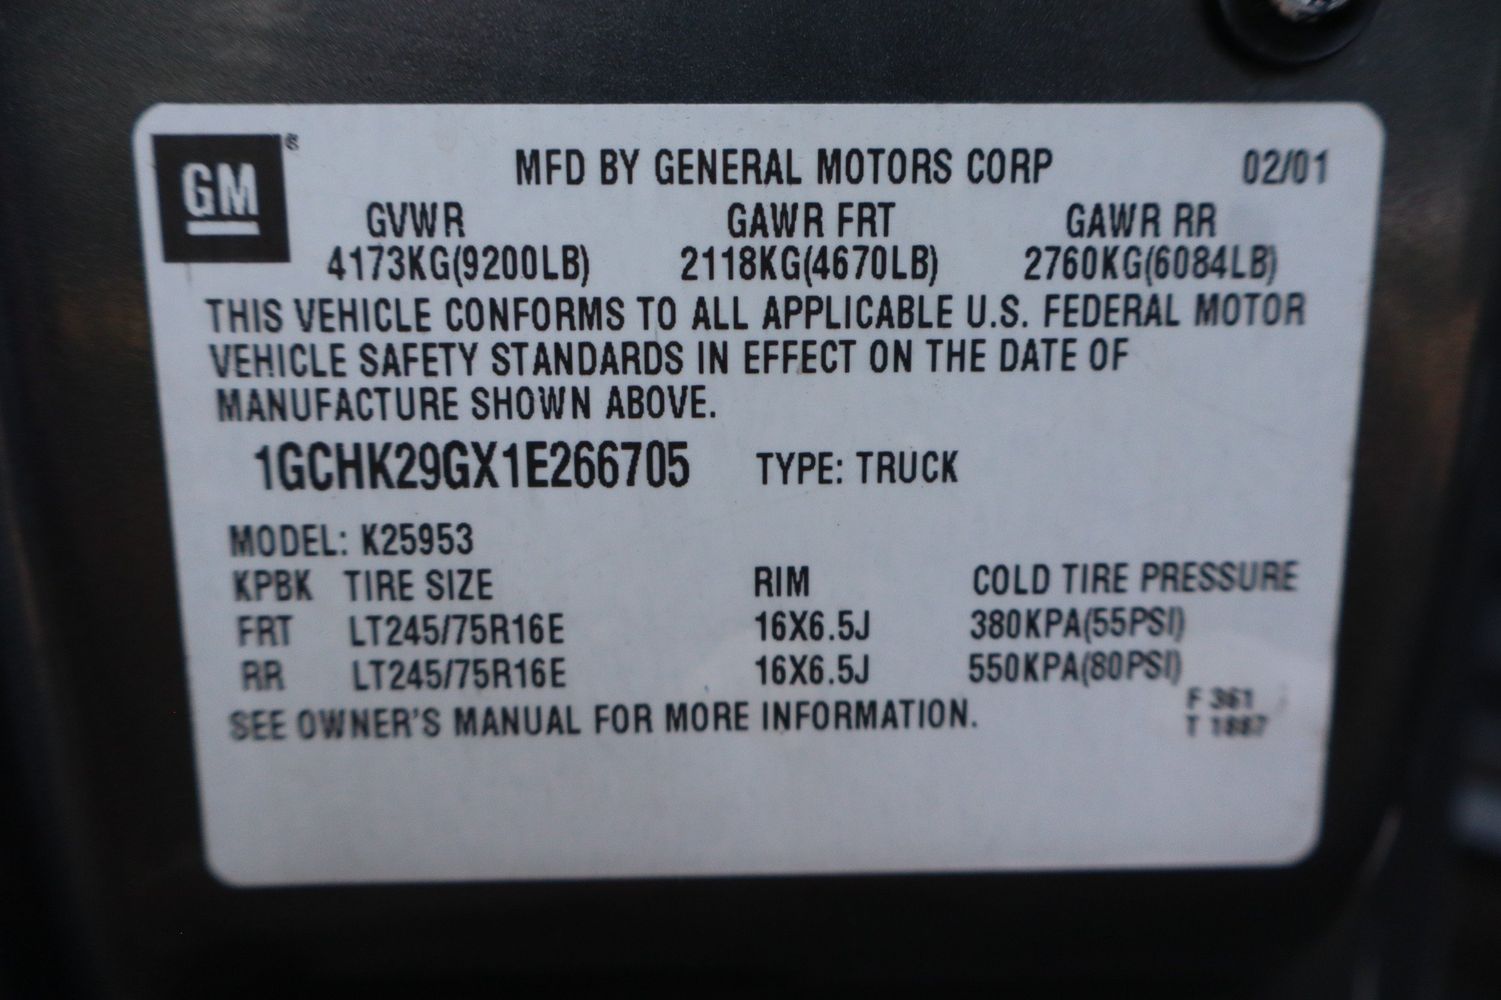 GM®
MFD BY GENERAL MOTORS CORP 02/01
GVWR GAWR FRT GAWR RR
4173KG(9200LB) 2118KG(4670LB) 2760KG(6084LB)
THIS VEHICLE CONFORMS TO ALL APPLICABLE U.S. FEDERAL MOTOR
VEHICLE SAFETY STANDARDS IN EFFECT ON THE DATE OF
MANUFACTURE SHOWN ABOVE.
1GCHK29GX1E266705 TYPE: TRUCK
MODEL: K25953
KPBK TIRE SIZE RIM COLD TIRE PRESSURE
FRT LT245/75R16E 16X6.5J 380KPA(55PSI)
RR LT245/75R16E 16X6.5J 550KPA(80PSI)
SEE OWNER'S MANUAL FOR MORE INFORMATION.
F 361
T 1887